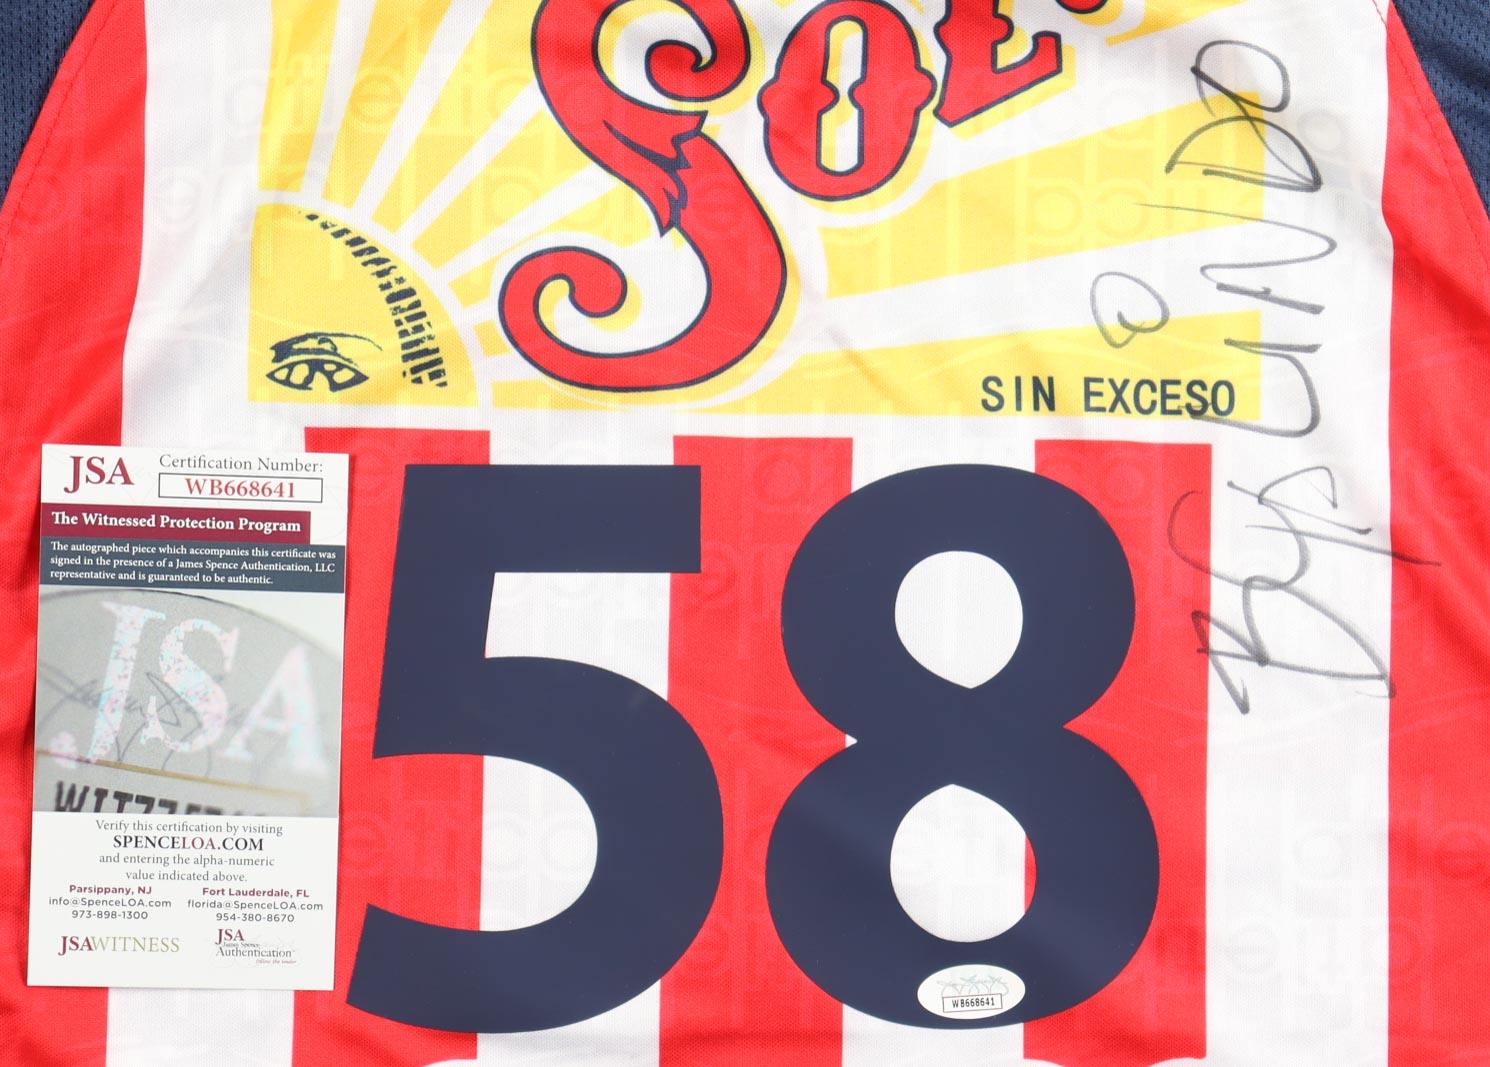 SOL
SIN EXCESO
58
JSA
Certification Number:
WB668641
The Witnessed Protection Program
The autographed piece which accompanies this certificate was
signed in the presence of a James Spence Authentication, LLC
representative and is guaranteed to be authentic.
JSA
Verify this certification by visiting
SPENCELOA.COM
and entering the alpha-numeric
value indicated above.
Parsippany, NJ
info@SpenceLOA.com
973-898-1300
Fort Lauderdale, FL
florida@SpenceLOA.com
954-380-8670
JSAWITNESS
JSA
James Spence
Authentication
follow the leader
WB668641